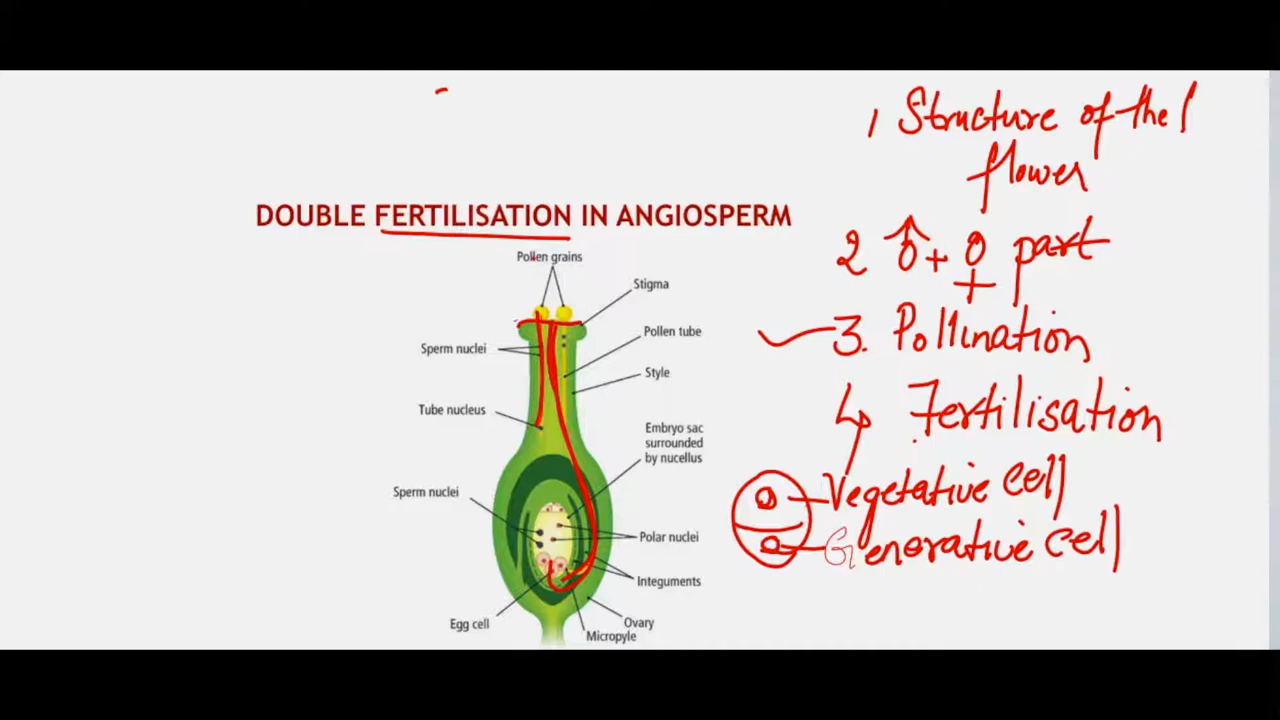 1, Structure of the
flower
DOUBLE FERTILISATION IN ANGIOSPERM
2 ♂ + ♀ part
Pollen grains
Stigma
3. Pollination
Pollen tube
Sperm nuclei
Style
Tube nucleus
↳ Fertilisation
Embryo sac
surrounded
by nucellus
Sperm nuclei
Vegetative cell
Polar nuclei
Generative cell
Integuments
Egg cell
Ovary
Micropyle